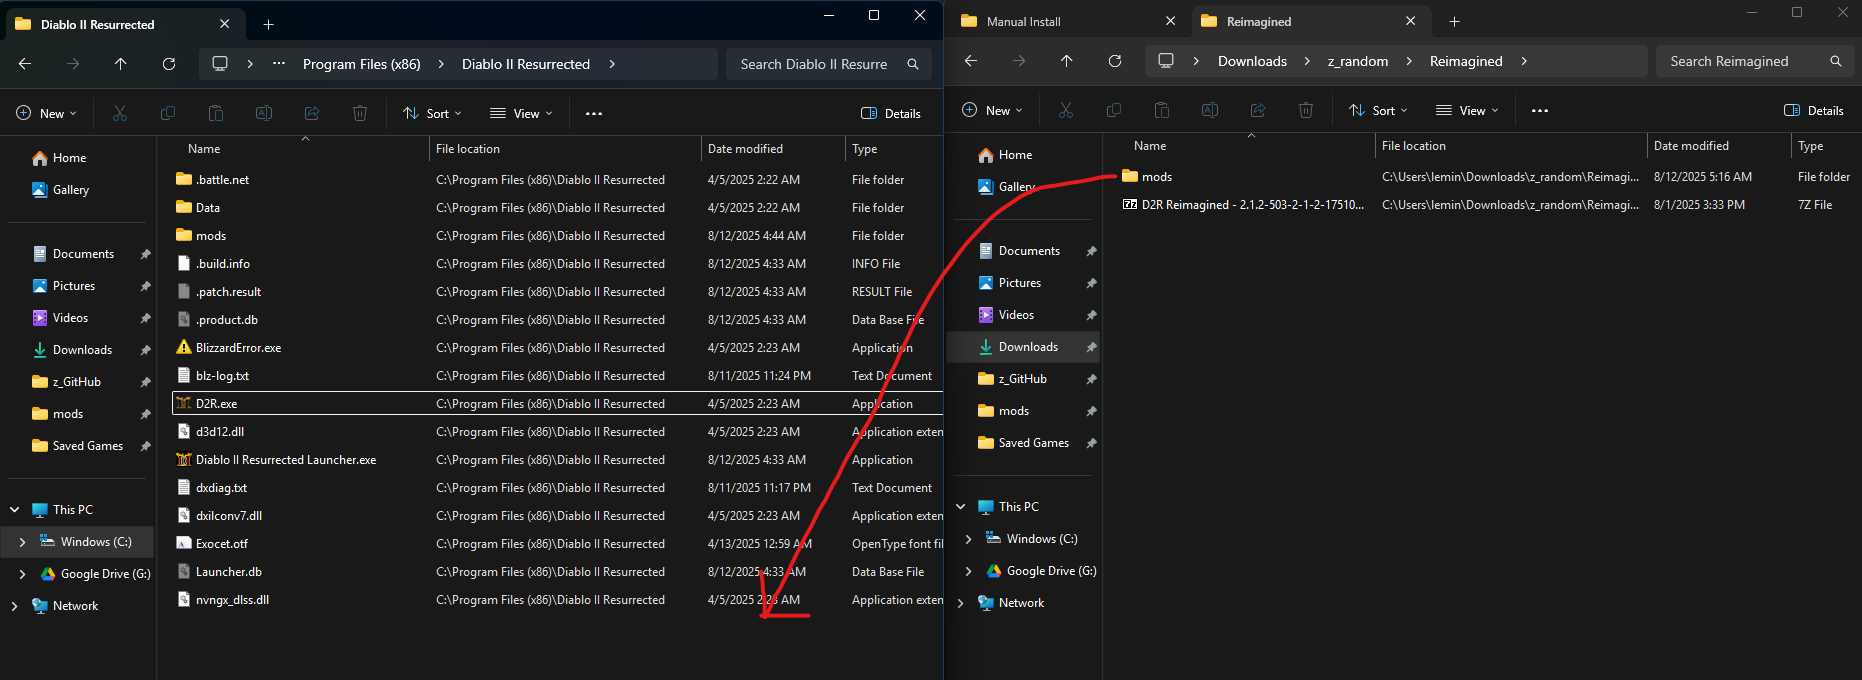 Diablo II Resurrected
Program Files (x86) Diablo II Resurrected
Search Diablo II Resurre
New Sort View Details
Name File location Date modified Type
Home
Gallery
Documents
Pictures
Videos
Downloads
z_GitHub
mods
Saved Games
This PC
Windows (C:)
Google Drive (G:)
Network
.battle.net C:\Program Files (x86)\Diablo II Resurrected 4/5/2025 2:22 AM File folder
Data C:\Program Files (x86)\Diablo II Resurrected 4/5/2025 2:22 AM File folder
mods C:\Program Files (x86)\Diablo II Resurrected 8/12/2025 4:44 AM File folder
.build.info C:\Program Files (x86)\Diablo II Resurrected 8/12/2025 4:33 AM INFO File
.patch.result C:\Program Files (x86)\Diablo II Resurrected 8/12/2025 4:33 AM RESULT File
.product.db C:\Program Files (x86)\Diablo II Resurrected 8/12/2025 4:33 AM Data Base File
BlizzardError.exe C:\Program Files (x86)\Diablo II Resurrected 4/5/2025 2:23 AM Application
blz-log.txt C:\Program Files (x86)\Diablo II Resurrected 8/11/2025 11:24 PM Text Document
D2R.exe C:\Program Files (x86)\Diablo II Resurrected 4/5/2025 2:23 AM Application
d3d12.dll C:\Program Files (x86)\Diablo II Resurrected 4/5/2025 2:23 AM Application exten
Diablo II Resurrected Launcher.exe C:\Program Files (x86)\Diablo II Resurrected 8/12/2025 4:33 AM Application
dxdiag.txt C:\Program Files (x86)\Diablo II Resurrected 8/11/2025 11:17 PM Text Document
dxilconv7.dll C:\Program Files (x86)\Diablo II Resurrected 4/5/2025 2:23 AM Application exten
Exocet.otf C:\Program Files (x86)\Diablo II Resurrected 4/13/2025 12:59 AM OpenType font fil
Launcher.db C:\Program Files (x86)\Diablo II Resurrected 8/12/2025 4:33 AM Data Base File
nvngx_dlss.dll C:\Program Files (x86)\Diablo II Resurrected 4/5/2025 2:23 AM Application exten
Manual Install Reimagined
Downloads z_random Reimagined
Search Reimagined
New Sort View Details
Name File location Date modified Type
Home
Gallery
Documents
Pictures
Videos
Downloads
z_GitHub
mods
Saved Games
This PC
Windows (C:)
Google Drive (G:)
Network
mods C:\Users\lemin\Downloads\z_random\Reimagi... 8/12/2025 5:16 AM File folder
D2R Reimagined - 2.1.2-503-2-1-2-17510... C:\Users\lemin\Downloads\z_random\Reimagi... 8/1/2025 3:33 PM 7Z File